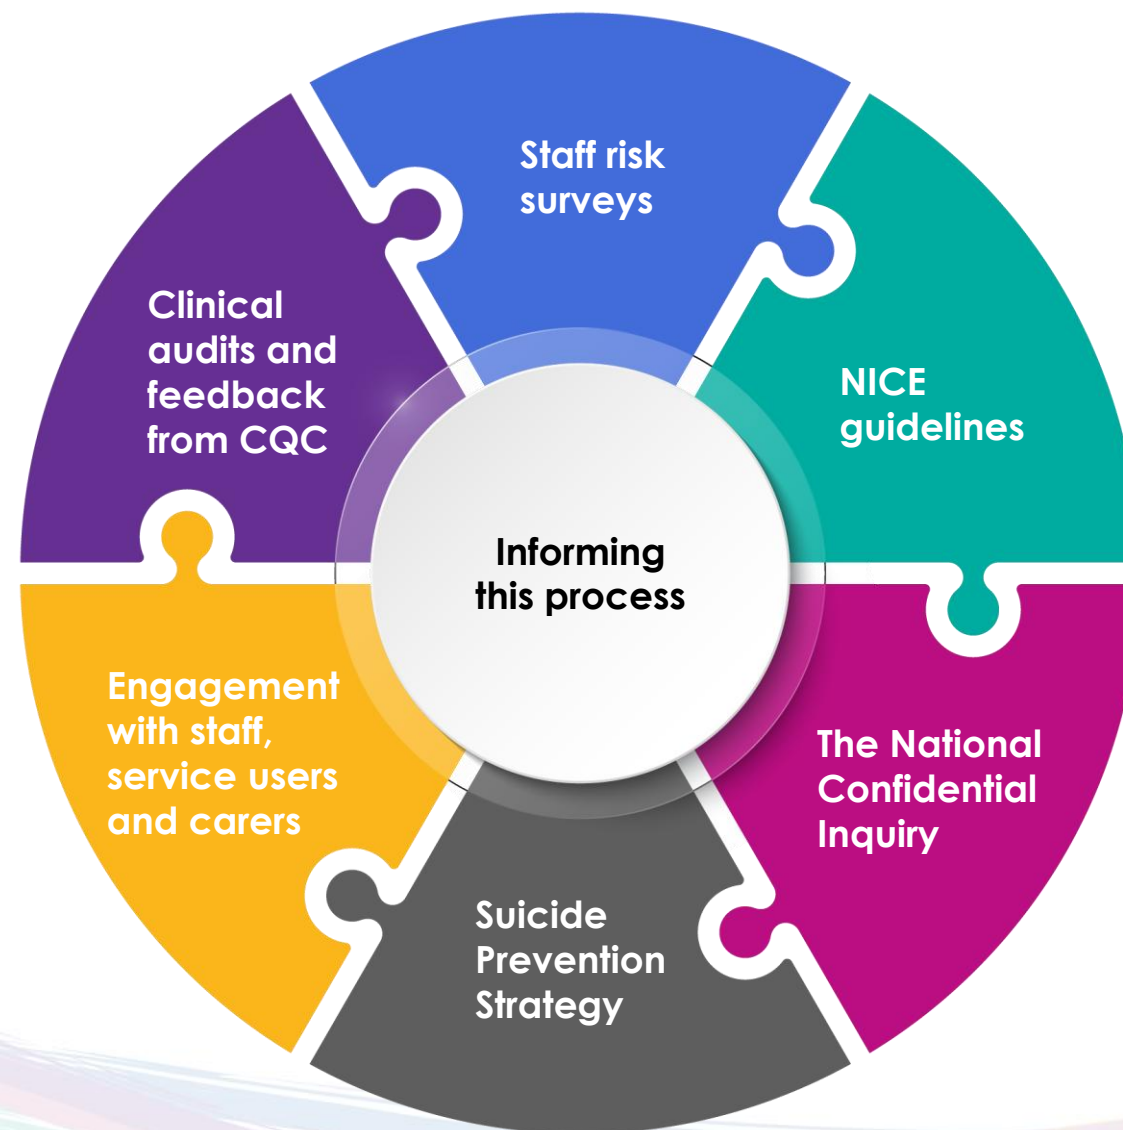 Staff risk
surveys
NICE
guidelines
The National
Confidential
Inquiry
Suicide
Prevention
Strategy
Engagement
with staff,
service users
and carers
Clinical
audits and
feedback
from CQC
Informing
this process